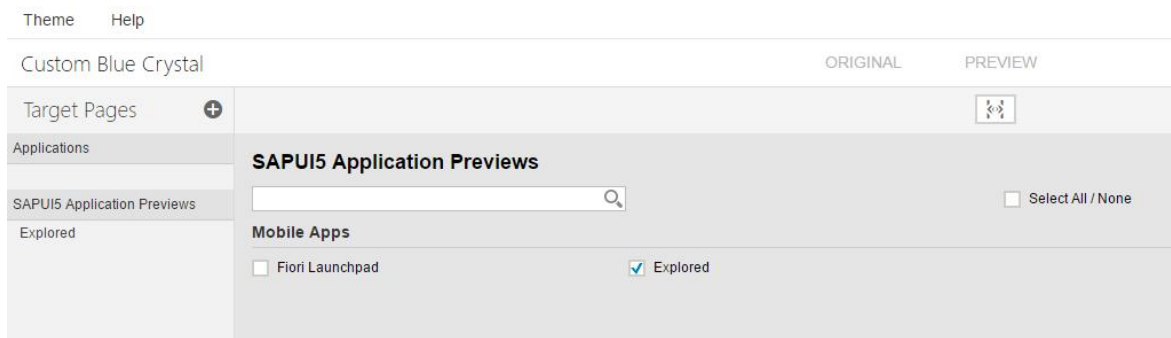 Theme Help
Custom Blue Crystal ORIGINAL PREVIEW
Target Pages
Applications
SAPUI5 Application Previews
SAPUI5 Application Previews
Select All / None
Explored
Mobile Apps
Fiori Launchpad Explored